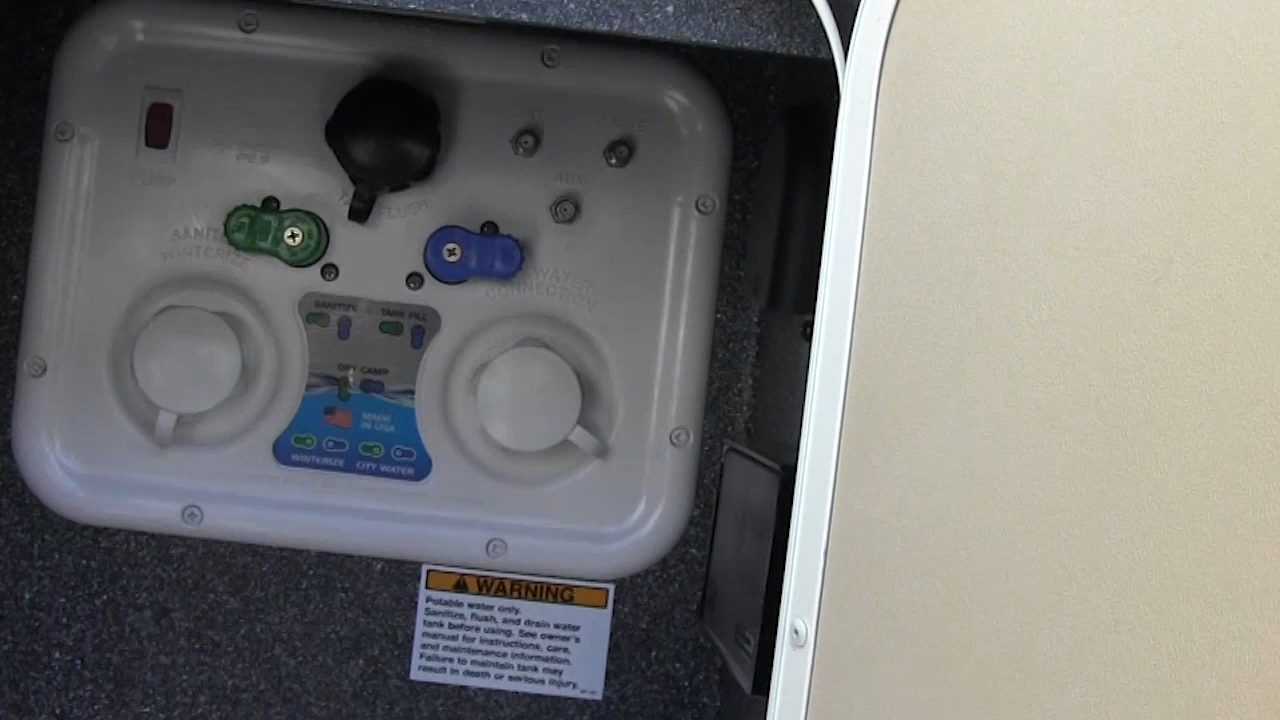 AUX
PUMP
TANK FLUSH
WINTERIZE
WATER
CONNECTION
SANITIZE
TANK FILL
DRY CAMP
MADE
IN USA
WINTERIZE
CITY WATER
WARNING
Potable water only.
Sanitize, flush, and drain water
tank before using. See owner's
manual for instructions, care,
and maintenance information.
Failure to maintain tank may
result in death or serious injury.